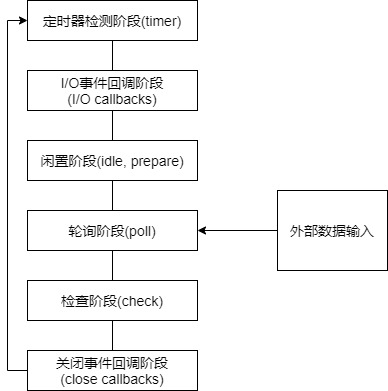 定时器检测阶段(timer)
I/O事件回调阶段
(I/O callbacks)
闲置阶段(idle, prepare)
轮询阶段(poll)
外部数据输入
检查阶段(check)
关闭事件回调阶段
(close callbacks)